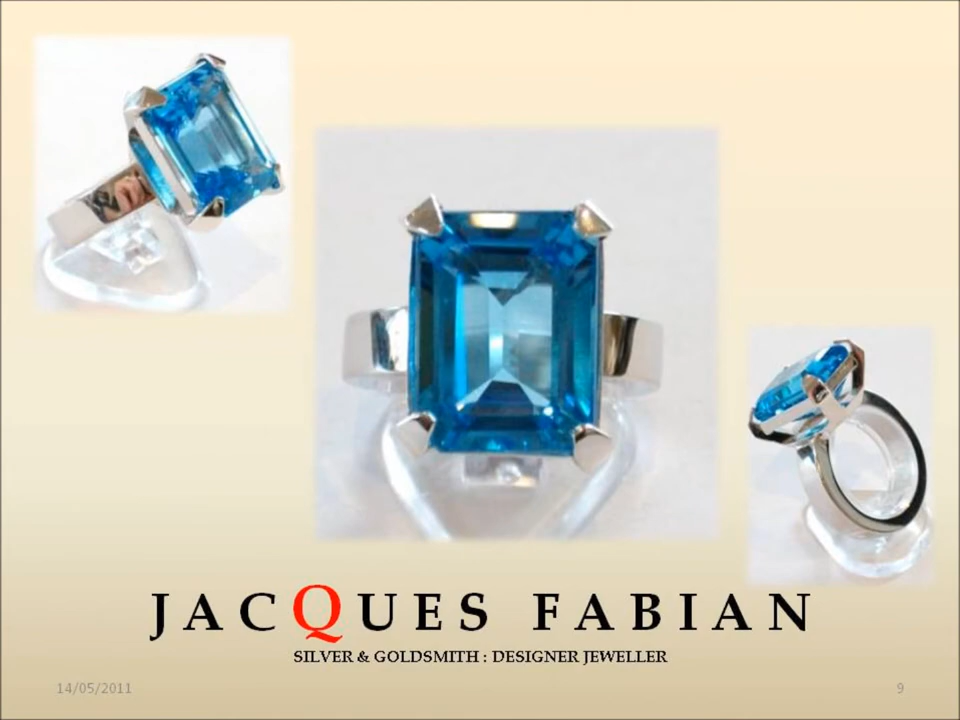 JACQUES FABIAN
SILVER & GOLDSMITH : DESIGNER JEWELLER
14/05/2011
9